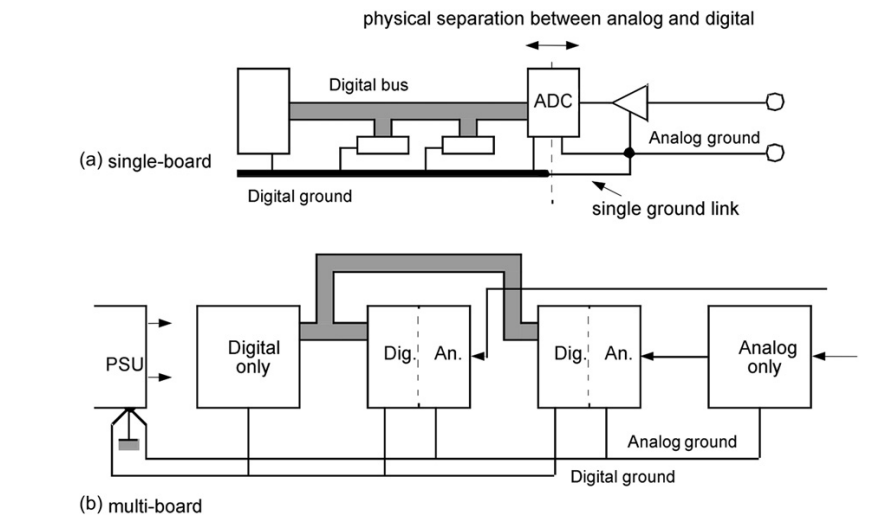 physical separation between analog and digital
Digital bus
ADC
Analog ground
(a) single-board
Digital ground
single ground link
PSU
Digital
only
Dig.
An.
Dig.
An.
Analog
only
Analog ground
Digital ground
(b) multi-board